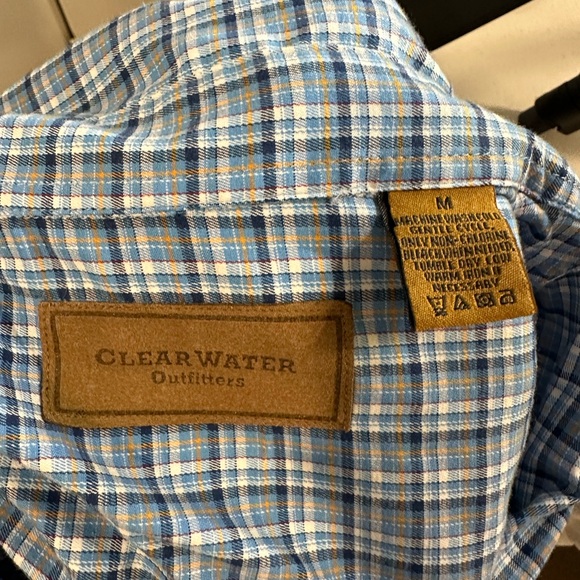 CLEARWATER
Outfitters
M
MACHINE WASH COLD
GENTLE CYCLE
ONLY NON-CHLORINE
BLEACH WHEN NEEDED
TUMBLE DRY LOW
WARM IRON IF
NECESSARY